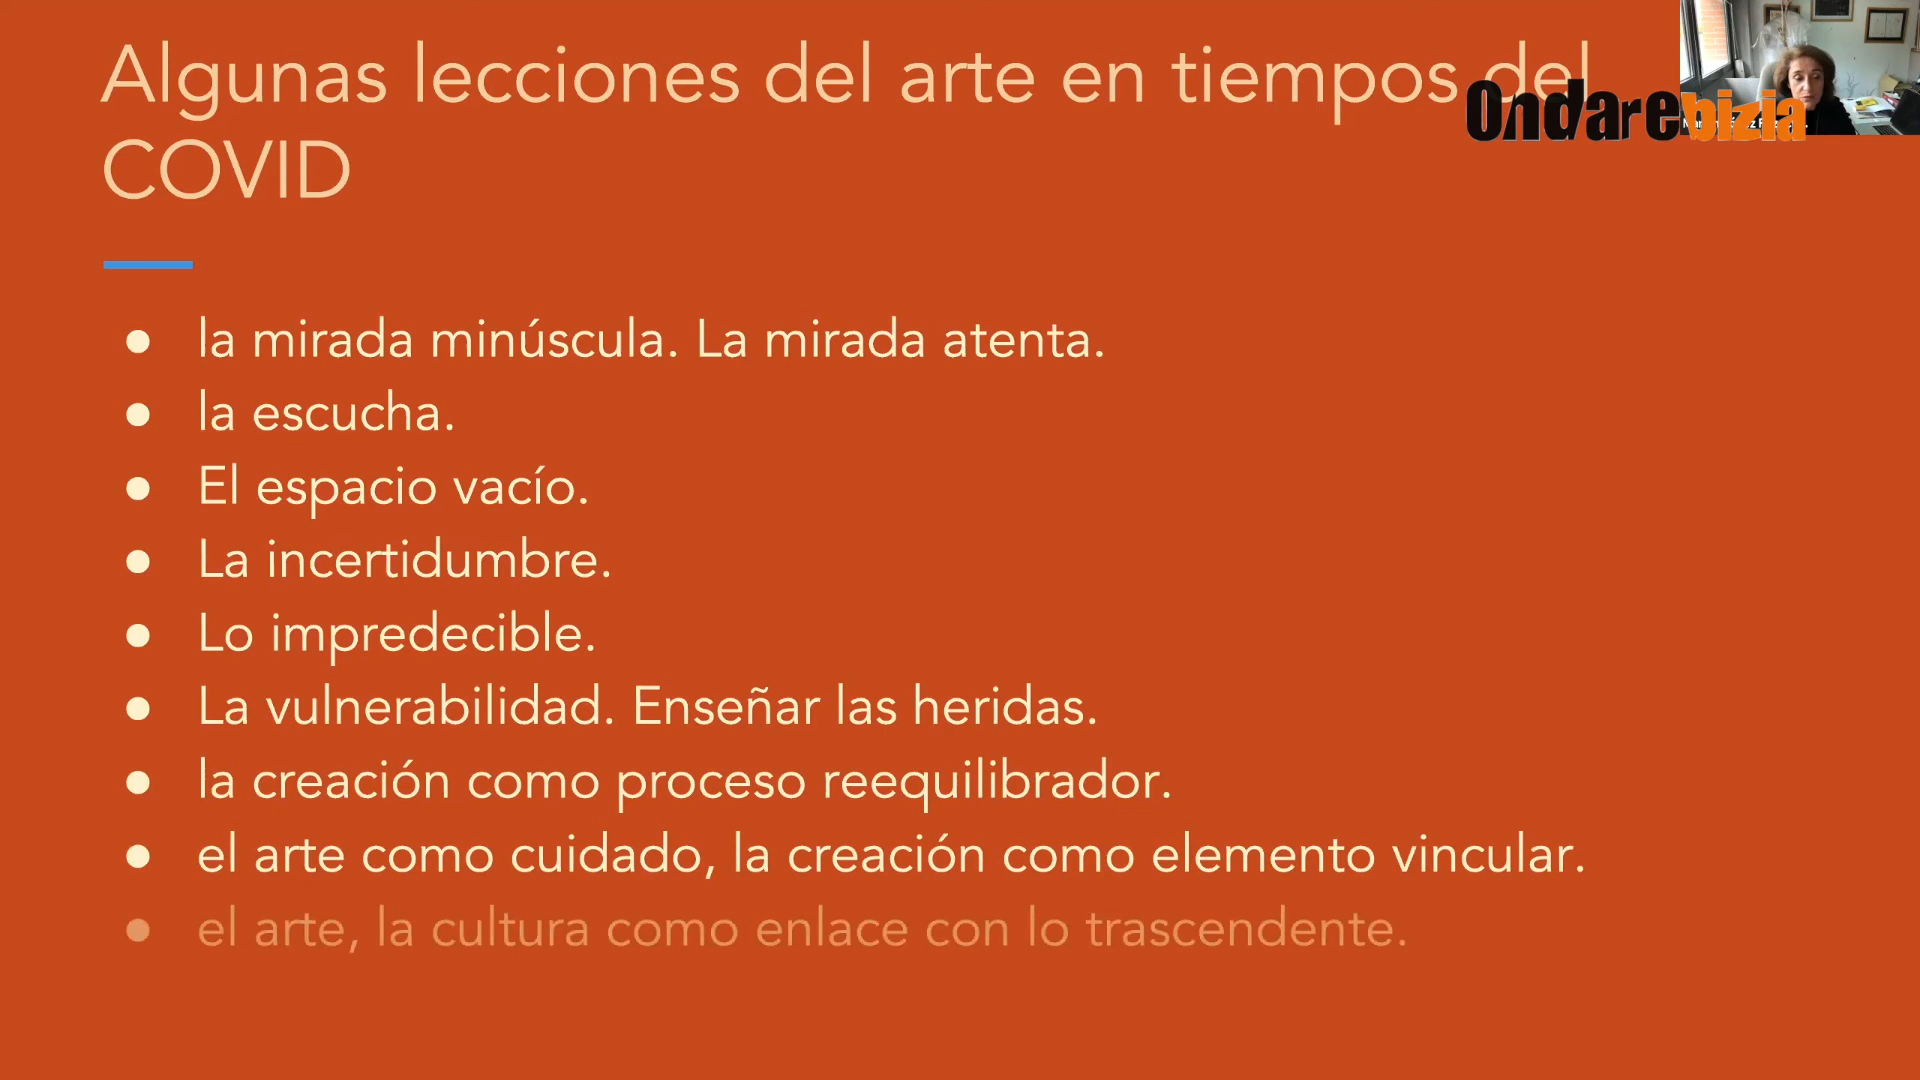 Algunas lecciones del arte en tiempos del
COVID
Ondarebizia
● la mirada minúscula. La mirada atenta.
● la escucha.
● El espacio vacío.
● La incertidumbre.
● Lo impredecible.
● La vulnerabilidad. Enseñar las heridas.
● la creación como proceso reequilibrador.
● el arte como cuidado, la creación como elemento vincular.
● el arte, la cultura como enlace con lo trascendente.